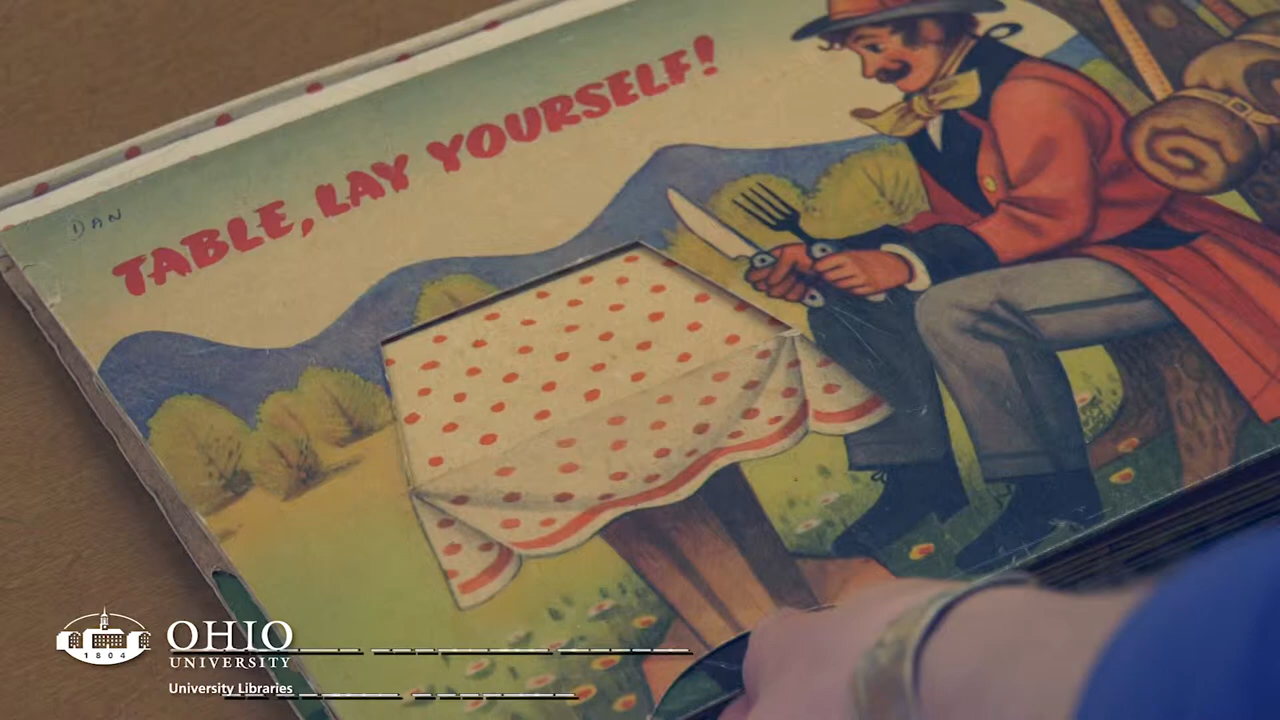 TABLE, LAY YOURSELF!
DAN
1804
OHIO
UNIVERSITY
University Libraries